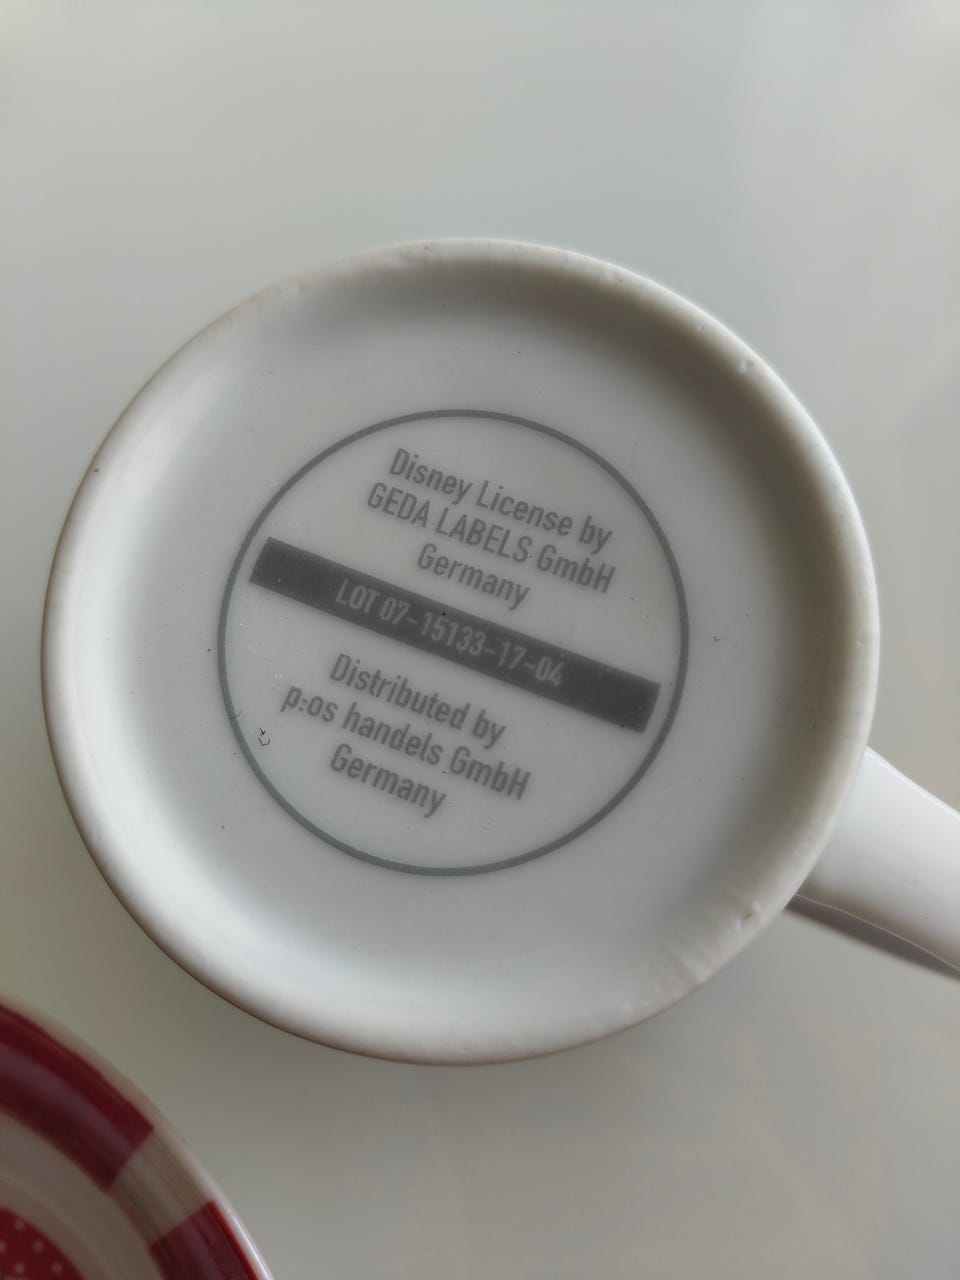 Disney License by
GEDA LABELS GmbH
Germany
LOT 07-15133-17-04
Distributed by
p:os handels GmbH
Germany